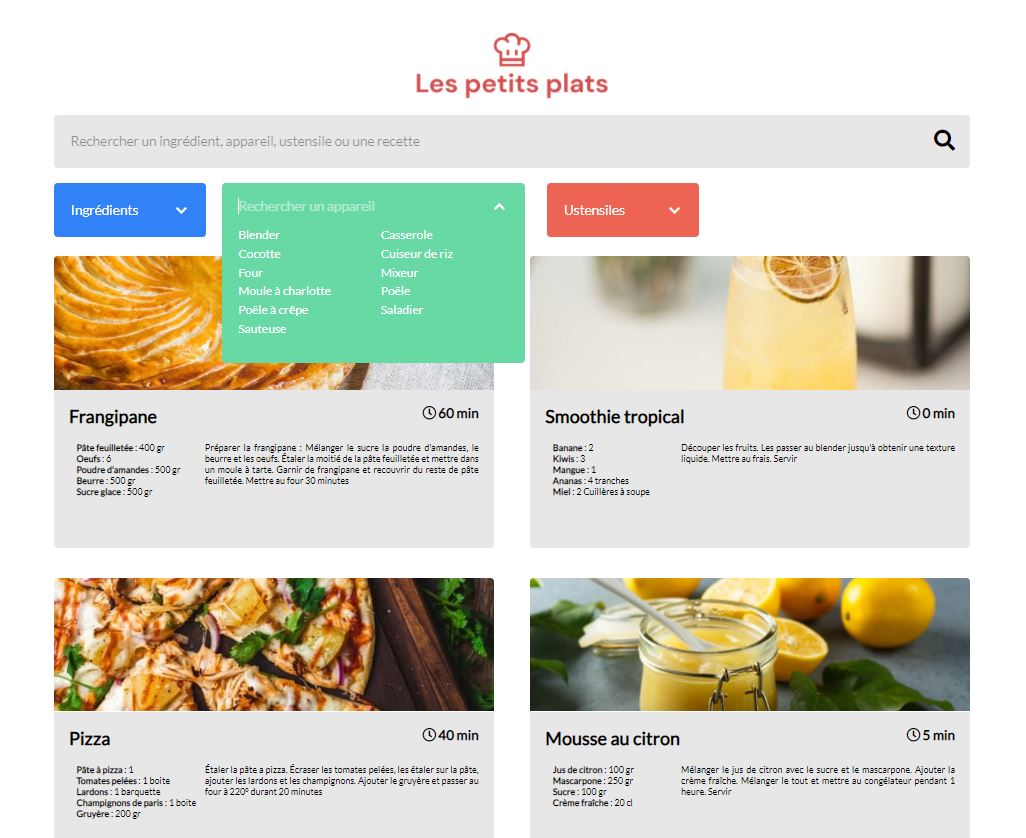 Les petits plats
Rechercher un ingrédient, appareil, ustensile ou une recette
Ingrédients
Rechercher un appareil
Blender
Casserole
Cocotte
Cuiseur de riz
Four
Mixeur
Moule à charlotte
Poêle
Poêle à crêpe
Saladier
Sauteuse
Ustensiles
Frangipane
60 min
Pâte feuilletée : 400 gr
Oeufs : 6
Poudre d'amandes : 500 gr
Beurre : 500 gr
Sucre glace : 500 gr
Préparer la frangipane : Mélanger le sucre la poudre d'amandes, le
beurre et les oeufs. Étaler la moitié de la pâte feuilletée et mettre dans
un moule à tarte. Garnir de frangipane et recouvrir du reste de pâte
feuilletée. Mettre au four 30 minutes
Smoothie tropical
0 min
Banane : 2
Kiwis : 3
Mangue : 1
Ananas : 4 tranches
Miel : 2 Cuillères à soupe
Découper les fruits. Les passer au blender jusqu'à obtenir une texture
liquide. Mettre au frais. Servir
Pizza
40 min
Pâte à pizza : 1
Tomates pelées : 1 boite
Lardons : 1 barquette
Champignons de paris : 1 boite
Gruyère : 200 gr
Étaler la pâte a pizza. Écraser les tomates pelées, les étaler sur la pâte,
ajouter les lardons et les champignons. Ajouter le gruyère et passer au
four à 220° durant 20 minutes
Mousse au citron
5 min
Jus de citron : 100 gr
Mascarpone : 250 gr
Sucre : 100 gr
Crème fraîche : 20 cl
Mélanger le jus de citron avec le sucre et le mascarpone. Ajouter la
crème fraîche. Mélanger le tout et mettre au congélateur pendant 1
heure. Servir